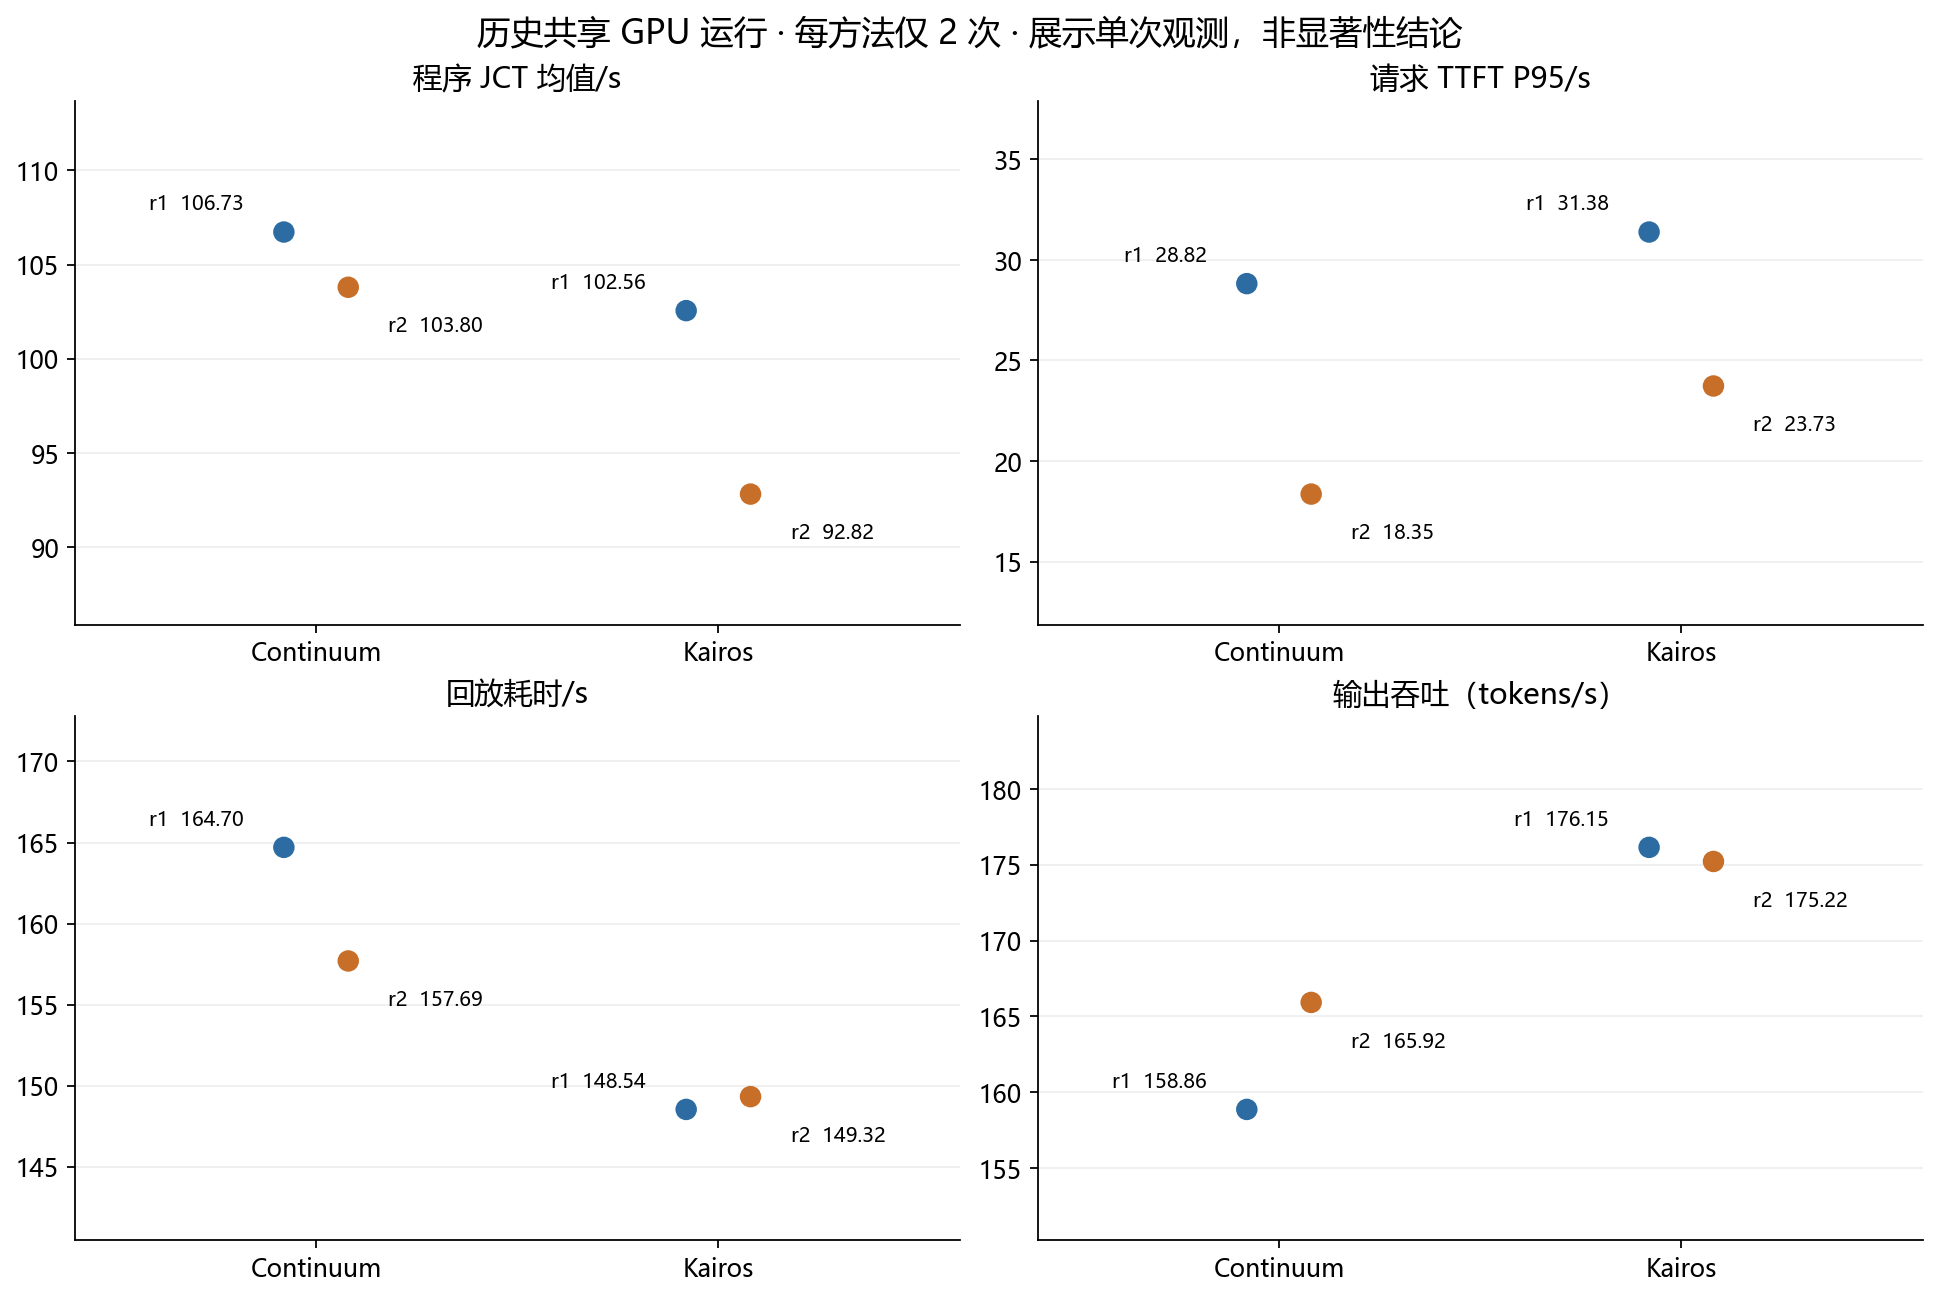 历史共享 GPU 运行 · 每方法仅 2 次 · 展示单次观测，非显著性结论
程序 JCT 均值/s
110
105
100
95
90
r1 106.73
r2 103.80
r1 102.56
r2 92.82
Continuum
Kairos
请求 TTFT P95/s
35
30
25
20
15
r1 28.82
r2 18.35
r1 31.38
r2 23.73
Continuum
Kairos
回放耗时/s
170
165
160
155
150
145
r1 164.70
r2 157.69
r1 148.54
r2 149.32
Continuum
Kairos
输出吞吐（tokens/s）
180
175
170
165
160
155
r1 158.86
r2 165.92
r1 176.15
r2 175.22
Continuum
Kairos